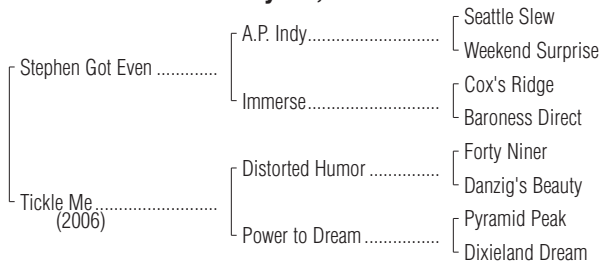 Seattle Slew
A.P. Indy..............................
Weekend Surprise
Stephen Got Even .............
Cox's Ridge
Immerse..............................
Baroness Direct
Forty Niner
Distorted Humor ................
Danzig's Beauty
Tickle Me..........................
(2006)
Pyramid Peak
Power to Dream.................
Dixieland Dream